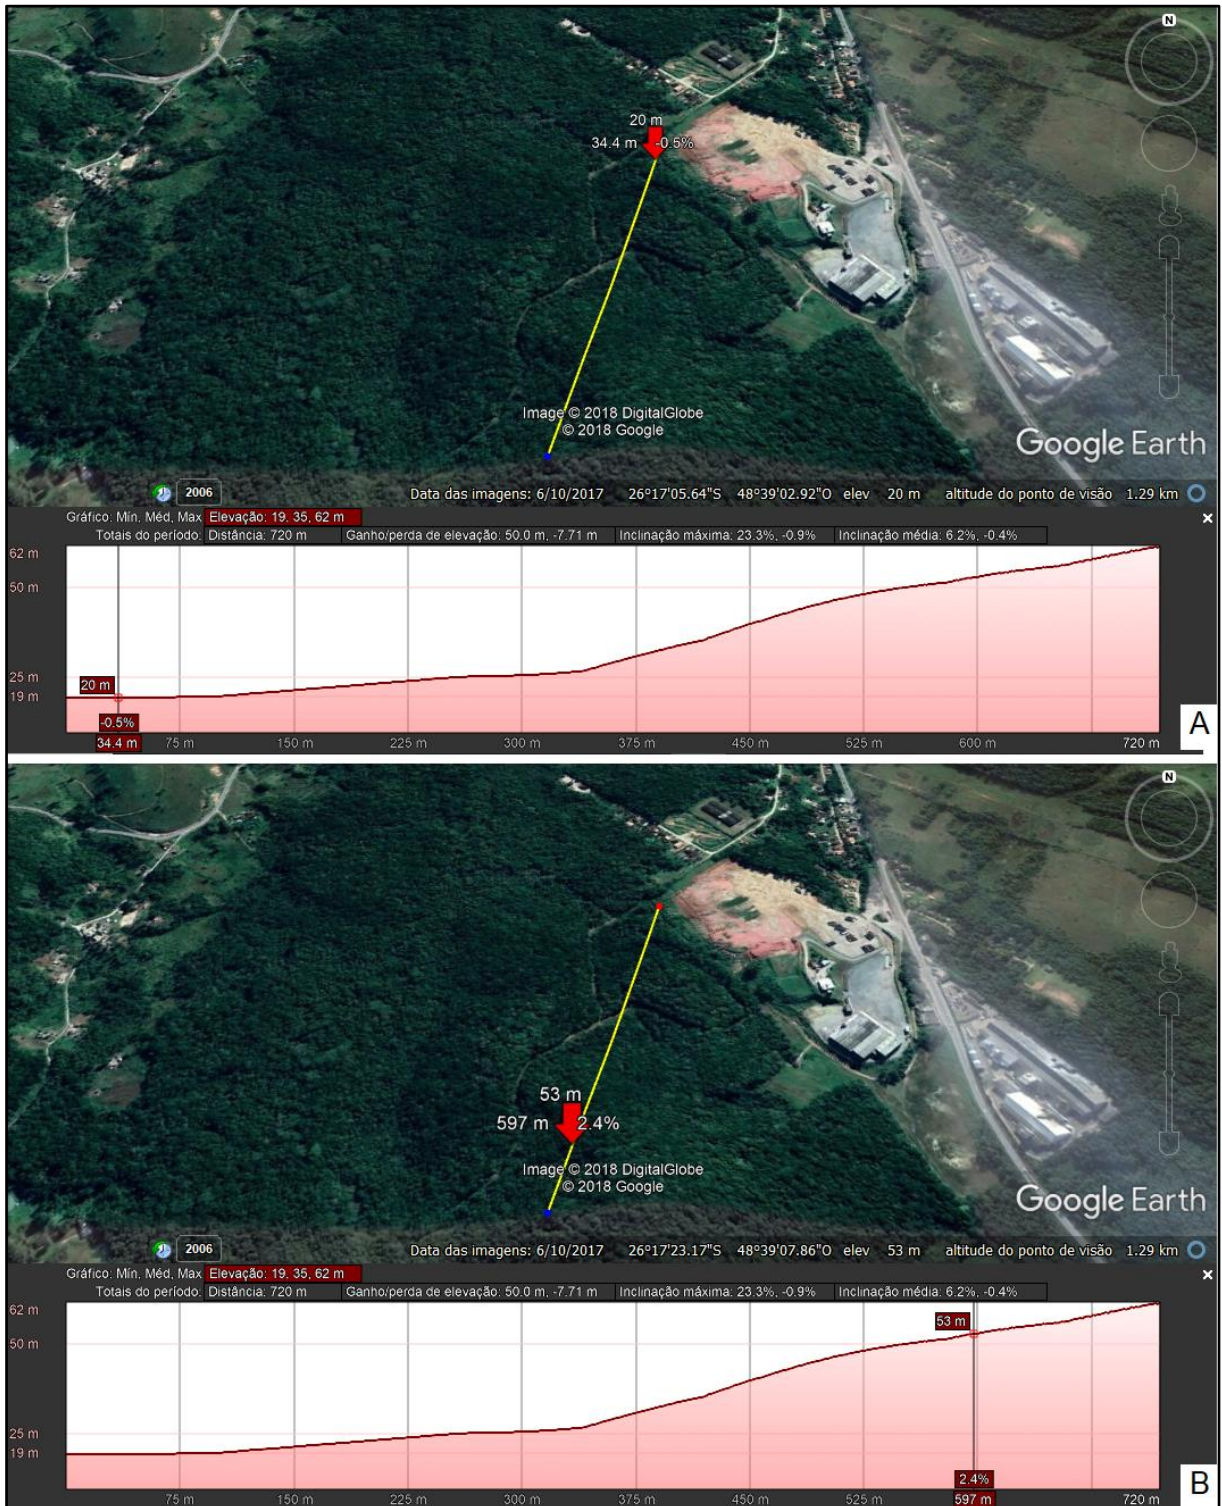 N
20 m
34.4 m -0.5%
Image © 2018 DigitalGlobe
© 2018 Google
Google Earth
2006 Data das imagens: 6/10/2017 26°17'05.64"S 48°39'02.92"O elev 20 m altitude do ponto de visão 1.29 km
Gráfico: Mín, Méd, Max Elevação: 19, 35, 62 m
Totais do período: Distância: 720 m Ganho/perda de elevação: 50.0 m, -7.71 m Inclinação máxima: 23.3%, -0.9% Inclinação média: 6.2%, -0.4%
62 m
50 m
25 m
20 m
19 m
-0.5%
34.4 m 75 m 150 m 225 m 300 m 375 m 450 m 525 m 600 m 720 m
A
N
53 m
597 m 2.4%
Image © 2018 DigitalGlobe
© 2018 Google
Google Earth
2006 Data das imagens: 6/10/2017 26°17'23.17"S 48°39'07.86"O elev 53 m altitude do ponto de visão 1.29 km
Gráfico: Mín, Méd, Max Elevação: 19, 35, 62 m
Totais do período: Distância: 720 m Ganho/perda de elevação: 50.0 m, -7.71 m Inclinação máxima: 23.3%, -0.9% Inclinação média: 6.2%, -0.4%
62 m
53 m
50 m
25 m
19 m
2.4%
75 m 150 m 225 m 300 m 375 m 450 m 525 m 597 m 720 m
B